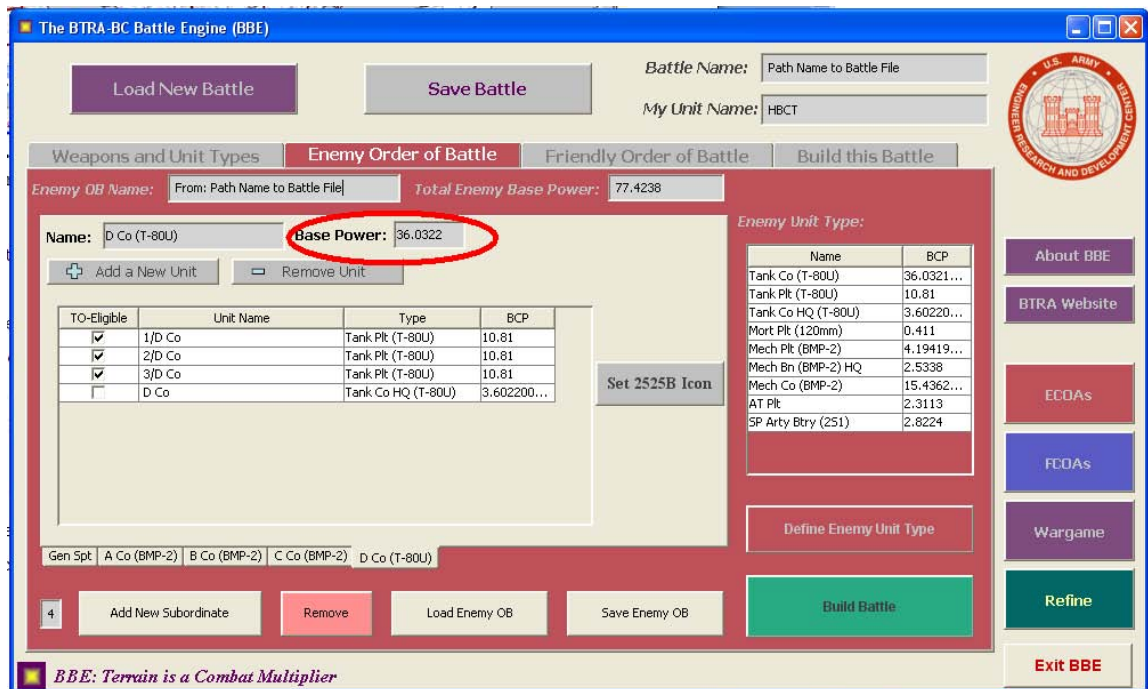 The BTRA-BC Battle Engine (BBE)
Load New Battle
Save Battle
Battle Name: Path Name to Battle File
My Unit Name: HBCT
U.S. ARMY
ENGINEER RESEARCH AND DEVELOPMENT CENTER
Weapons and Unit Types Enemy Order of Battle Friendly Order of Battle Build this Battle
Enemy OB Name: From: Path Name to Battle File Total Enemy Base Power: 77.4238
Name: D Co (T-80U) Base Power: 36.0322
Add a New Unit Remove Unit
TO-Eligible Unit Name Type BCP
1/D Co Tank Plt (T-80U) 10.81
2/D Co Tank Plt (T-80U) 10.81
3/D Co Tank Plt (T-80U) 10.81
D Co Tank Co HQ (T-80U) 3.602200...
Set 2525B Icon
Enemy Unit Type:
Name BCP
Tank Co (T-80U) 36.0321...
Tank Plt (T-80U) 10.81
Tank Co HQ (T-80U) 3.60220...
Mort Plt (120mm) 0.411
Mech Plt (BMP-2) 4.19419...
Mech Bn (BMP-2) HQ 2.5338
Mech Co (BMP-2) 15.4362...
AT Plt 2.3113
SP Arty Btry (2S1) 2.8224
Define Enemy Unit Type
Gen Spt A Co (BMP-2) B Co (BMP-2) C Co (BMP-2) D Co (T-80U)
4 Add New Subordinate Remove Load Enemy OB Save Enemy OB Build Battle
About BBE
BTRA Website
ECOAs
FCOAs
Wargame
Refine
Exit BBE
BBE: Terrain is a Combat Multiplier